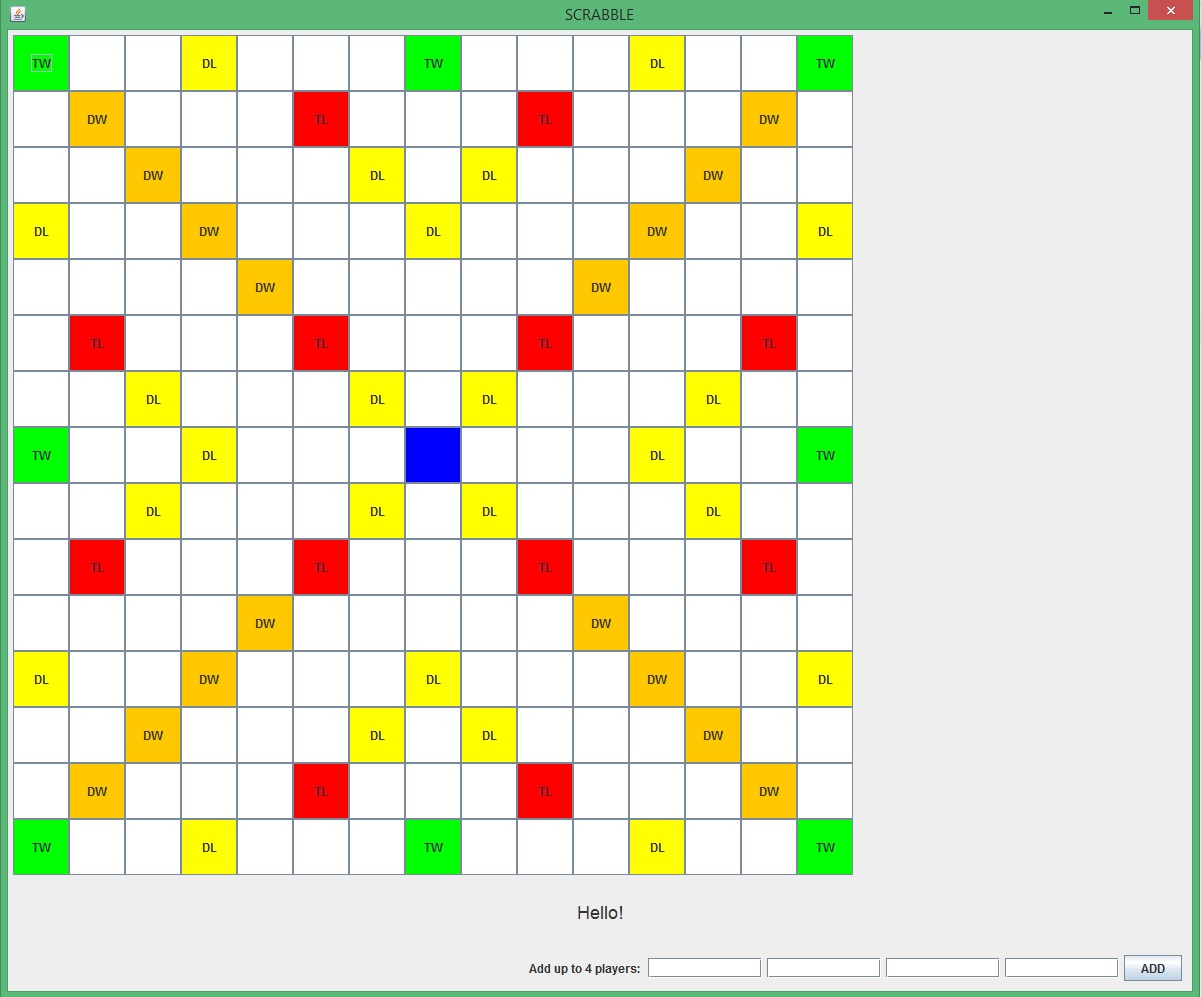 SCRABBLE
TW DL TW DL TW
DW TL TL DW
DW DL DL DW
DL DW DL DW DL
DW DW
TL TL TL TL
DL DL DL DL
TW DL DL TW
DL DL DL DL
TL TL TL TL
DW DW
DL DW DL DW DL
DW DL DL DW
DW TL TL DW
TW DL TW DL TW
Hello!
Add up to 4 players: ADD